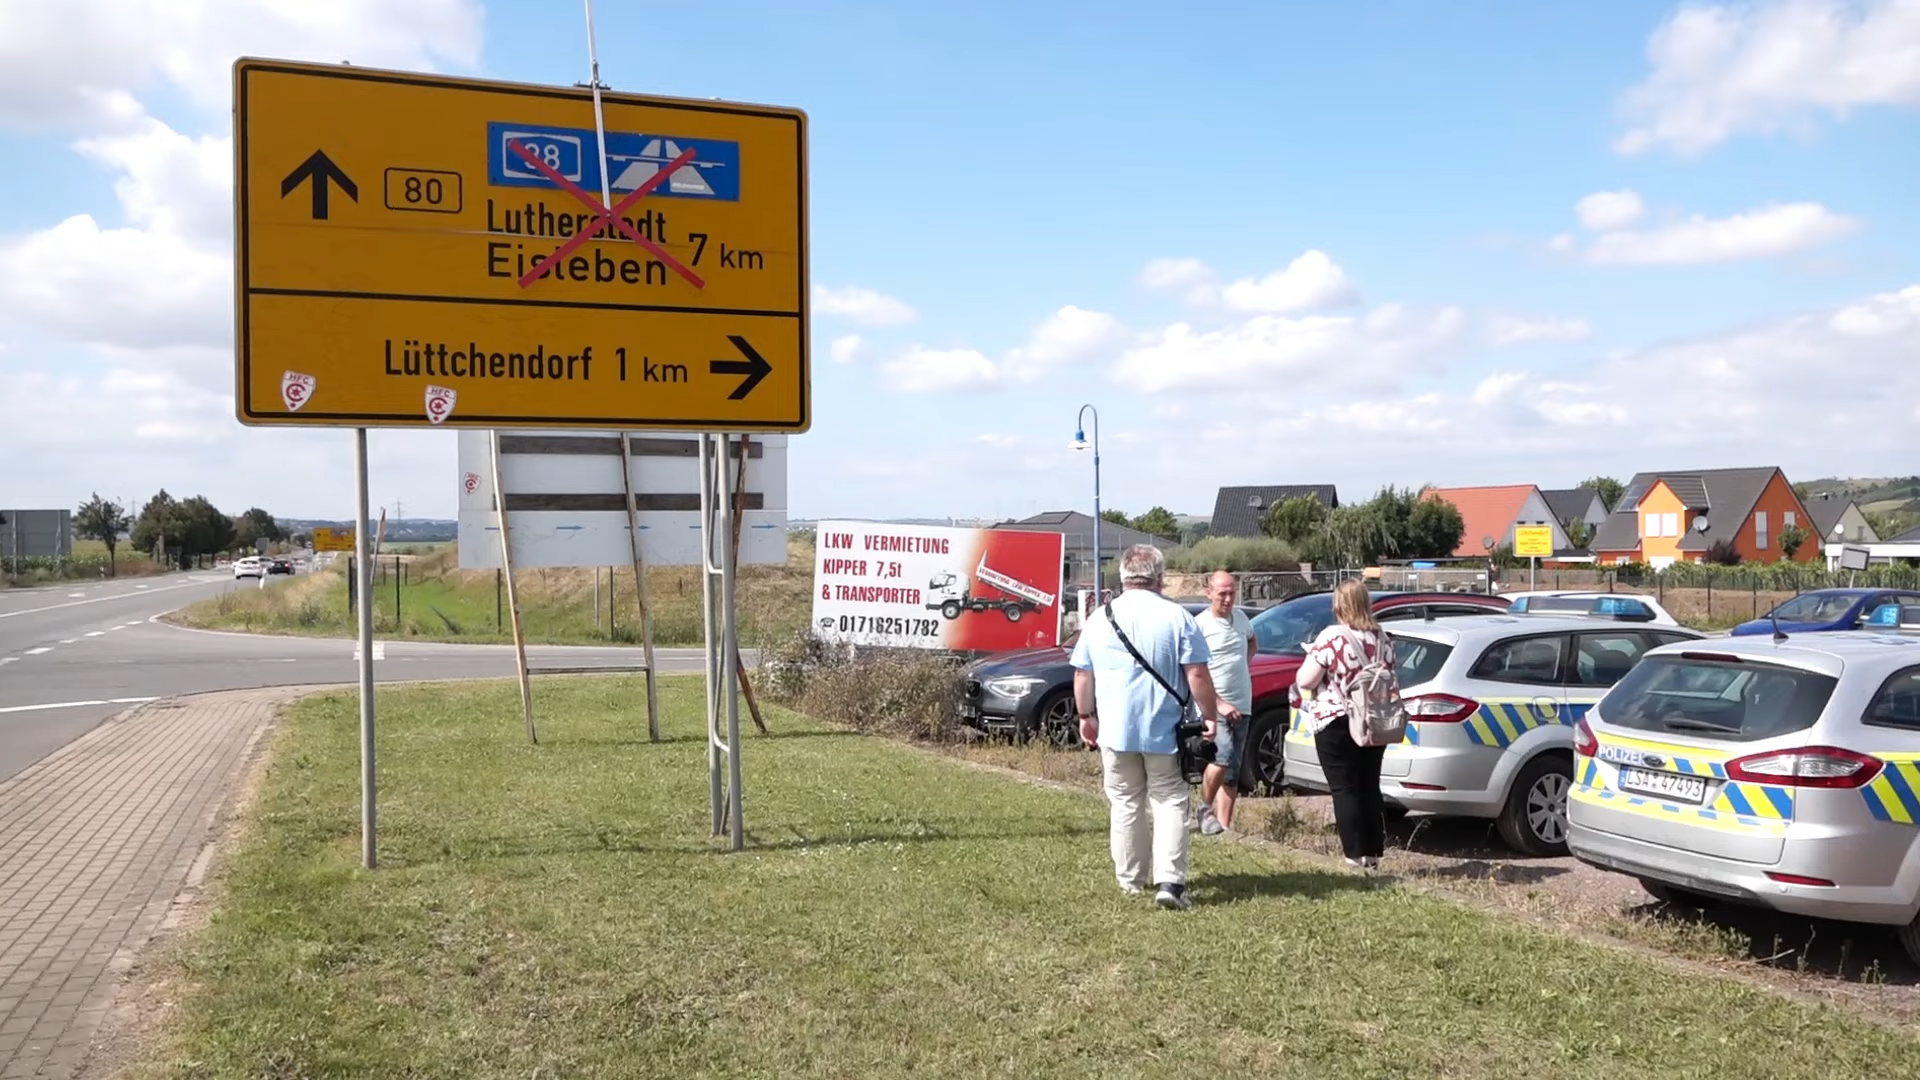 38
80
Lutherstadt
Eisleben 7 km
Lüttchendorf 1 km
HFC
HFC
LKW VERMIETUNG
KIPPER 7,5t
& TRANSPORTER
01716251782
POLIZEI
LSA 47493